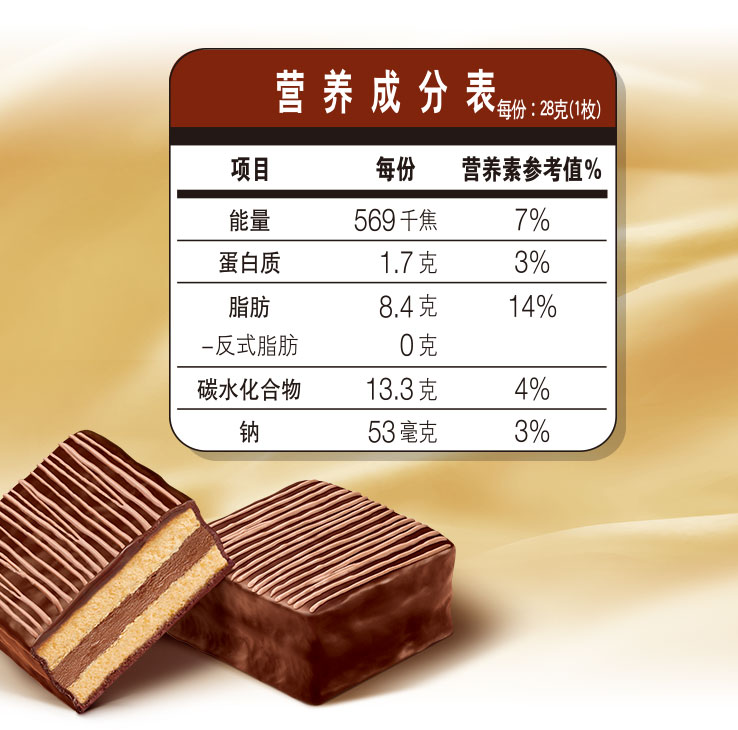 营养成分表 每份：28克(1枚)
项目 每份 营养素参考值%
能量 569千焦 7%
蛋白质 1.7克 3%
脂肪 8.4克 14%
–反式脂肪 0克
碳水化合物 13.3克 4%
钠 53毫克 3%